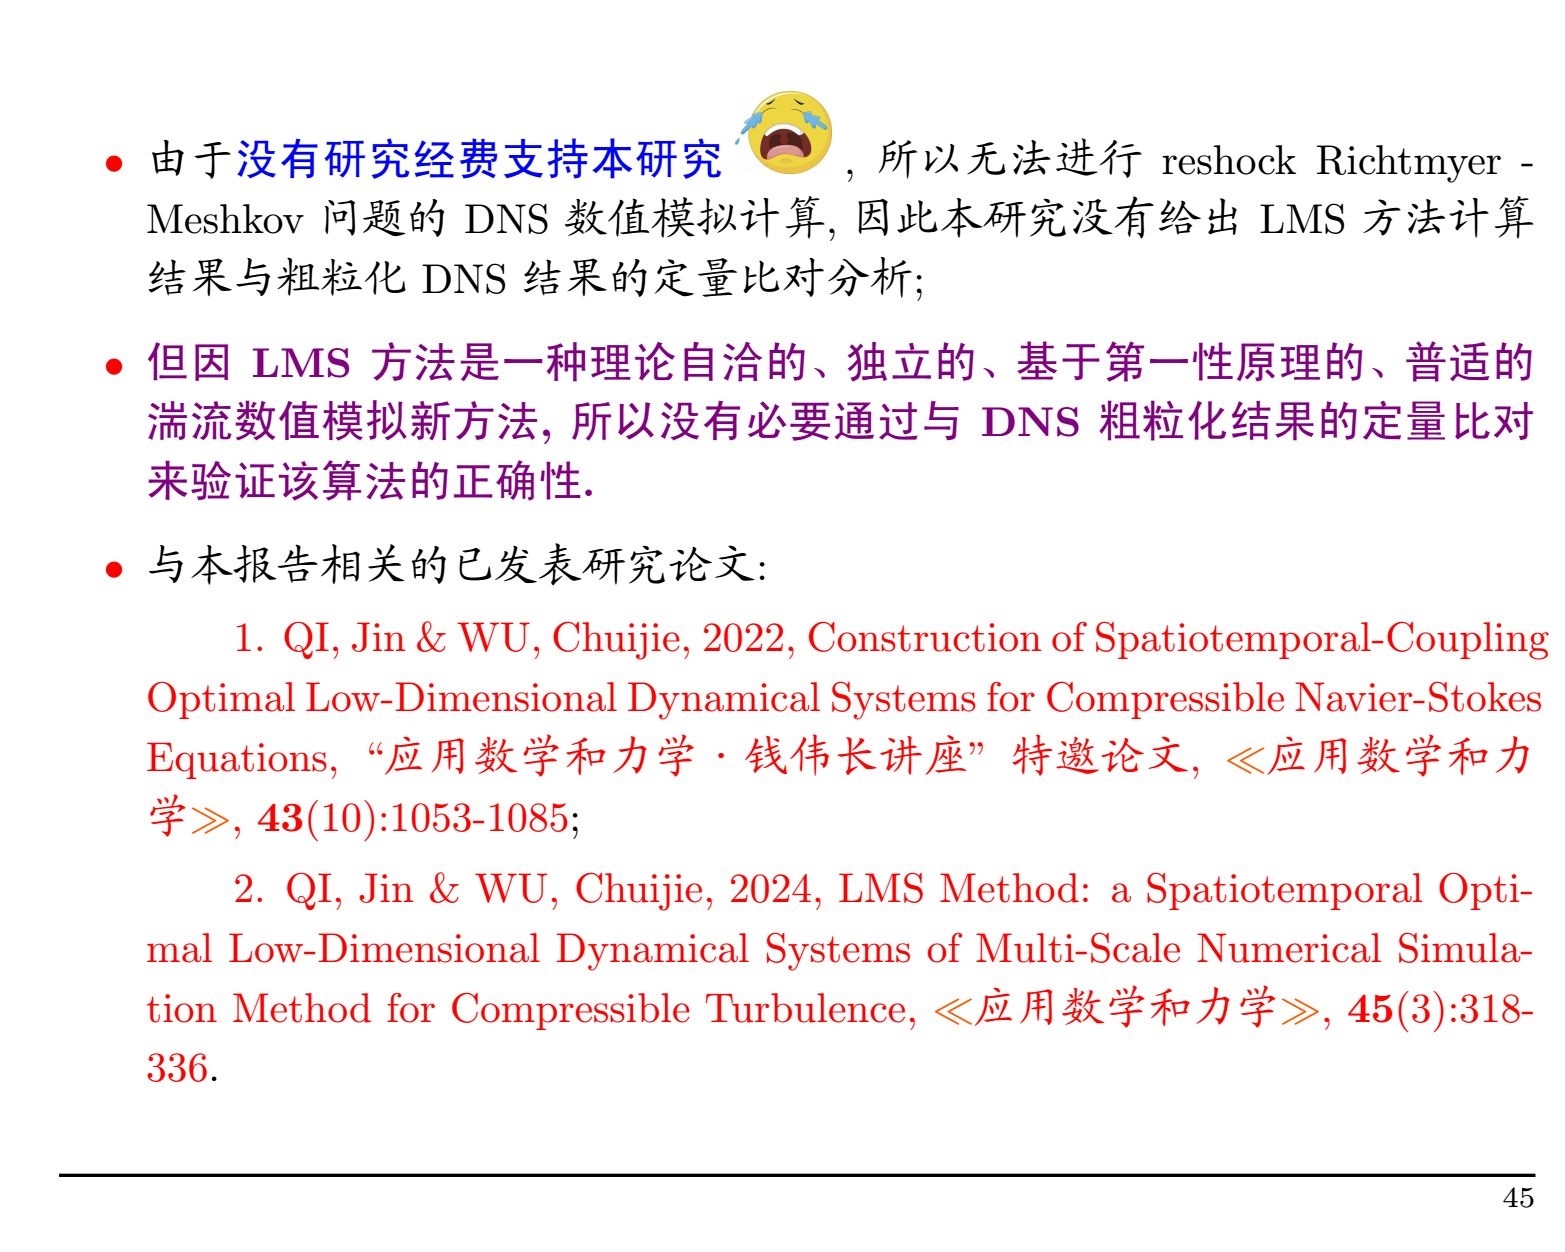 • 由于没有研究经费支持本研究 , 所以无法进行 reshock Richtmyer -
Meshkov 问题的 DNS 数值模拟计算, 因此本研究没有给出 LMS 方法计算
结果与粗粒化 DNS 结果的定量比对分析;
• 但因 LMS 方法是一种理论自洽的、独立的、基于第一性原理的、普适的
湍流数值模拟新方法, 所以没有必要通过与 DNS 粗粒化结果的定量比对
来验证该算法的正确性.
• 与本报告相关的已发表研究论文:
1. QI, Jin & WU, Chuijie, 2022, Construction of Spatiotemporal-Coupling
Optimal Low-Dimensional Dynamical Systems for Compressible Navier-Stokes
Equations, “应用数学和力学 · 钱伟长讲座” 特邀论文, ≪应用数学和力
学≫, 43(10):1053-1085;
2. QI, Jin & WU, Chuijie, 2024, LMS Method: a Spatiotemporal Opti-
mal Low-Dimensional Dynamical Systems of Multi-Scale Numerical Simula-
tion Method for Compressible Turbulence, ≪应用数学和力学≫, 45(3):318-
336.
45